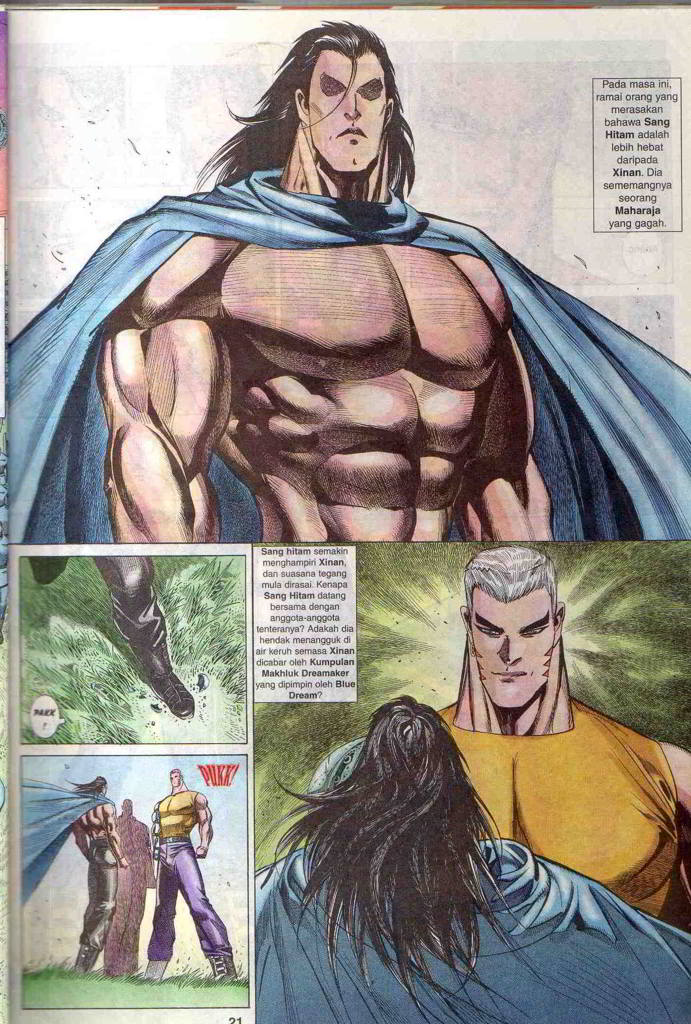 Pada masa ini,
ramai orang yang
merasakan
bahawa Sang
Hitam adalah
lebih hebat
daripada
Xinan. Dia
sememangnya
seorang
Maharaja
yang gagah.
Sang hitam semakin
menghampiri Xinan,
dan suasana tegang
mula dirasai. Kenapa
Sang Hitam datang
bersama dengan
anggota-anggota
tenteranya? Adakah dia
hendak menangguk di
air keruh semasa Xinan
dicabar oleh Kumpulan
Makhluk Dreamaker
yang dipimpin oleh Blue
Dream?
PAKK
!
PUKK!
21